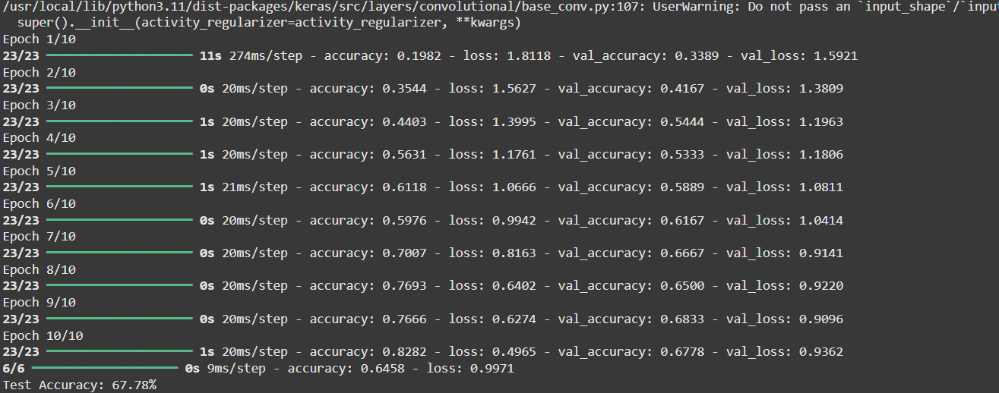 /usr/local/lib/python3.11/dist-packages/keras/src/layers/convolutional/base_conv.py:107: UserWarning: Do not pass an `input_shape`/`inpu
super().__init__(activity_regularizer=activity_regularizer, **kwargs)
Epoch 1/10
23/23 ━━━━━━━━━━━━━━━━━━━━ 11s 274ms/step - accuracy: 0.1982 - loss: 1.8118 - val_accuracy: 0.3389 - val_loss: 1.5921
Epoch 2/10
23/23 ━━━━━━━━━━━━━━━━━━━━ 0s 20ms/step - accuracy: 0.3544 - loss: 1.5627 - val_accuracy: 0.4167 - val_loss: 1.3809
Epoch 3/10
23/23 ━━━━━━━━━━━━━━━━━━━━ 1s 20ms/step - accuracy: 0.4403 - loss: 1.3995 - val_accuracy: 0.5444 - val_loss: 1.1963
Epoch 4/10
23/23 ━━━━━━━━━━━━━━━━━━━━ 1s 20ms/step - accuracy: 0.5631 - loss: 1.1761 - val_accuracy: 0.5333 - val_loss: 1.1806
Epoch 5/10
23/23 ━━━━━━━━━━━━━━━━━━━━ 1s 21ms/step - accuracy: 0.6118 - loss: 1.0666 - val_accuracy: 0.5889 - val_loss: 1.0811
Epoch 6/10
23/23 ━━━━━━━━━━━━━━━━━━━━ 0s 20ms/step - accuracy: 0.5976 - loss: 0.9942 - val_accuracy: 0.6167 - val_loss: 1.0414
Epoch 7/10
23/23 ━━━━━━━━━━━━━━━━━━━━ 0s 20ms/step - accuracy: 0.7007 - loss: 0.8163 - val_accuracy: 0.6667 - val_loss: 0.9141
Epoch 8/10
23/23 ━━━━━━━━━━━━━━━━━━━━ 0s 20ms/step - accuracy: 0.7693 - loss: 0.6402 - val_accuracy: 0.6500 - val_loss: 0.9220
Epoch 9/10
23/23 ━━━━━━━━━━━━━━━━━━━━ 0s 20ms/step - accuracy: 0.7666 - loss: 0.6274 - val_accuracy: 0.6833 - val_loss: 0.9096
Epoch 10/10
23/23 ━━━━━━━━━━━━━━━━━━━━ 1s 20ms/step - accuracy: 0.8282 - loss: 0.4965 - val_accuracy: 0.6778 - val_loss: 0.9362
6/6 ━━━━━━━━━━━━━━━━━━━━ 0s 9ms/step - accuracy: 0.6458 - loss: 0.9971
Test Accuracy: 67.78%